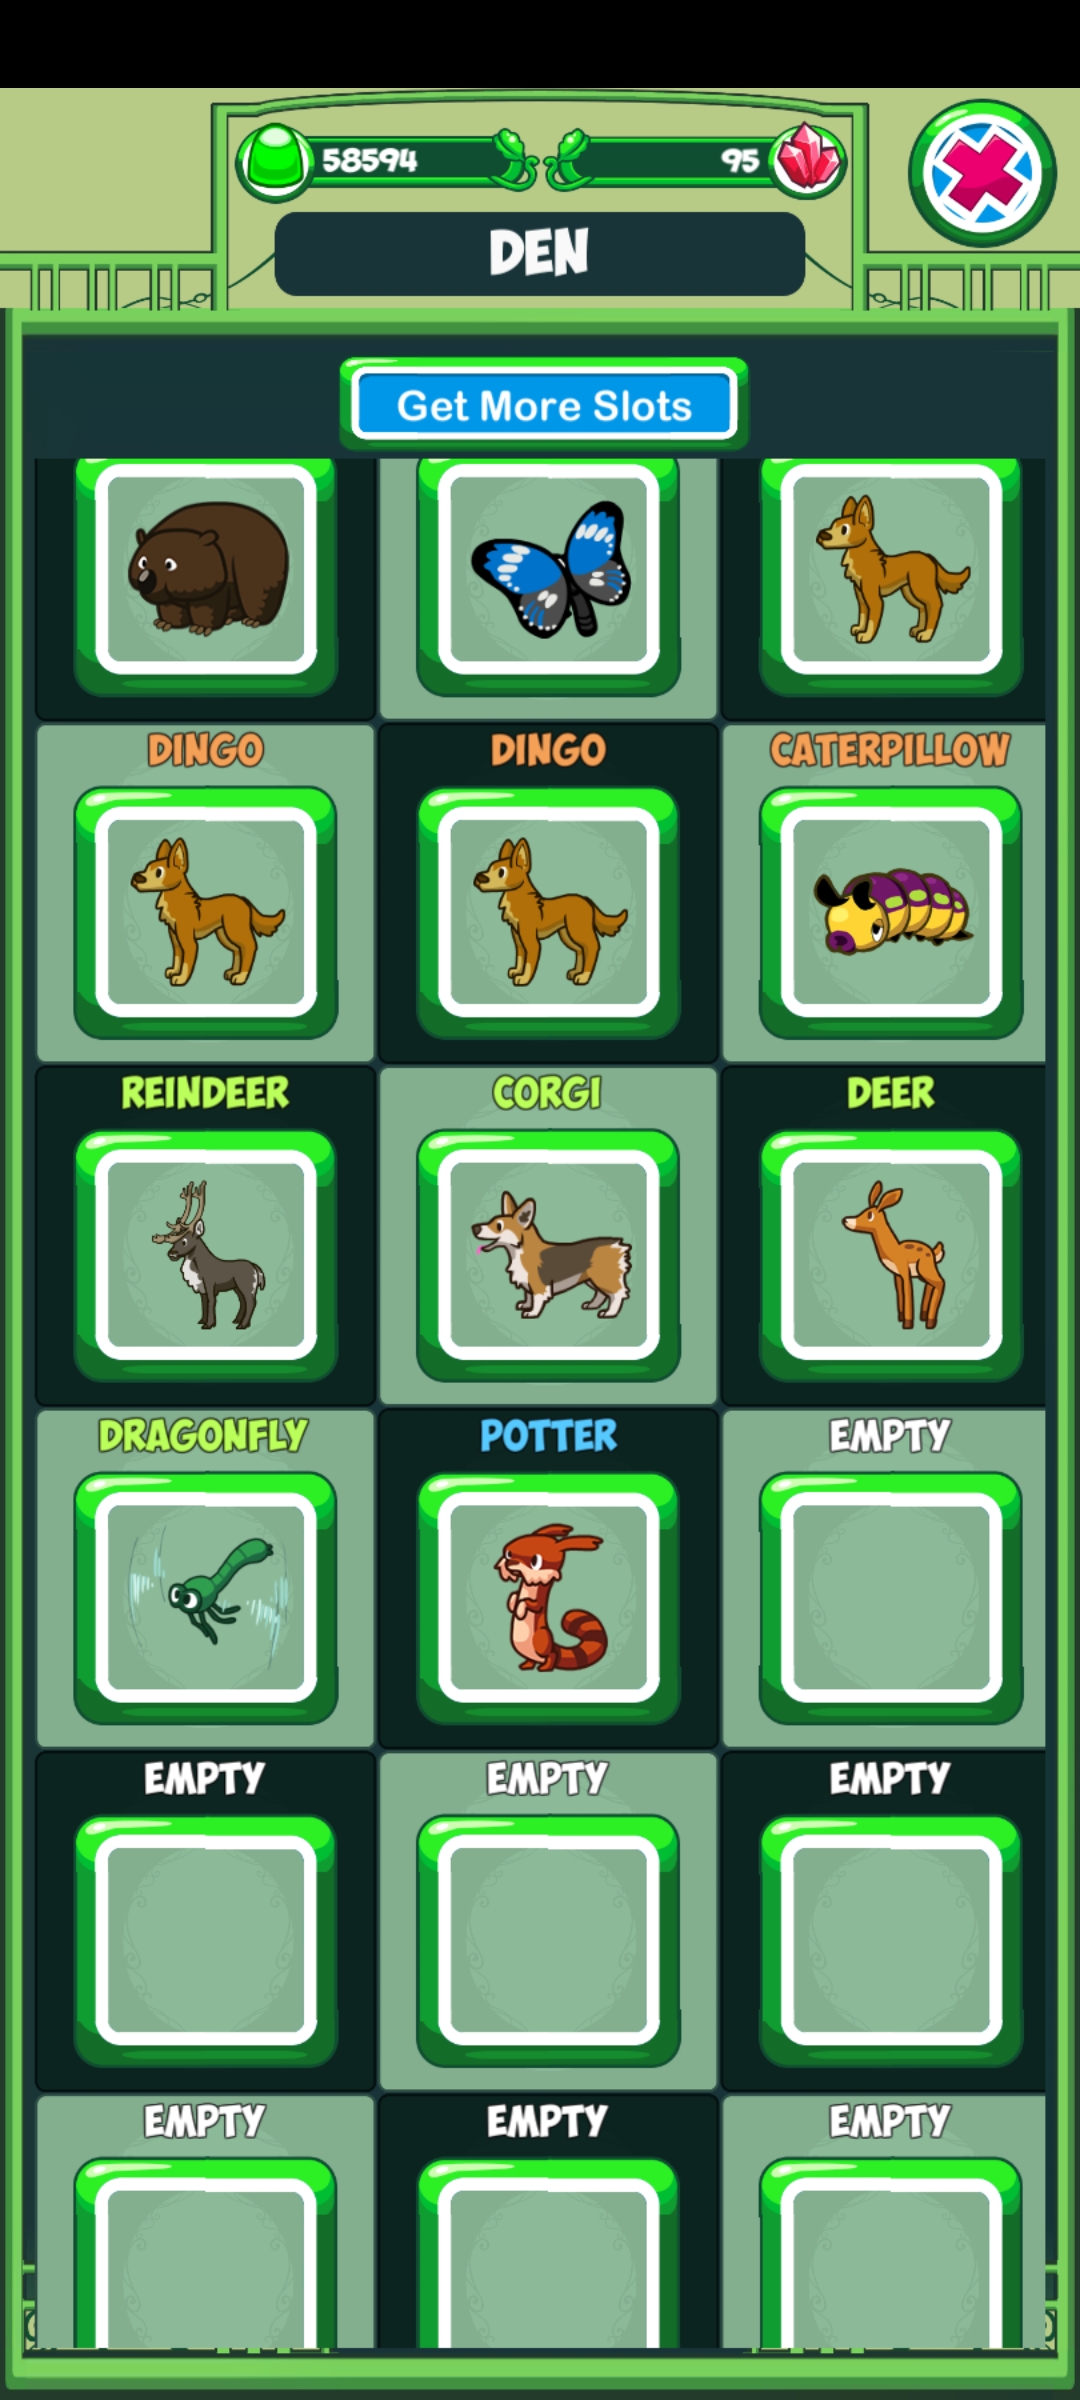 58594
95
DEN
Get More Slots
DINGO
DINGO
CATERPILLOW
REINDEER
CORGI
DEER
DRAGONFLY
POTTER
EMPTY
EMPTY
EMPTY
EMPTY
EMPTY
EMPTY
EMPTY